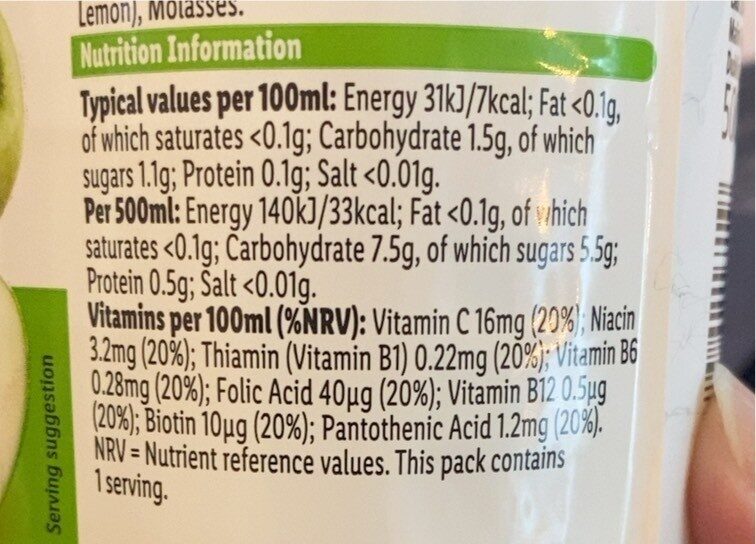 Lemon), Molasses.
Nutrition Information
Typical values per 100ml: Energy 31kJ/7kcal; Fat <0.1g,
of which saturates <0.1g; Carbohydrate 1.5g, of which
sugars 1.1g; Protein 0.1g; Salt <0.01g.
Per 500ml: Energy 140kJ/33kcal; Fat <0.1g, of which
saturates <0.1g; Carbohydrate 7.5g, of which sugars 5.5g;
Protein 0.5g; Salt <0.01g.
Vitamins per 100ml (%NRV): Vitamin C 16mg (20%); Niacin
3.2mg (20%); Thiamin (Vitamin B1) 0.22mg (20%); Vitamin B6
0.28mg (20%); Folic Acid 40µg (20%); Vitamin B12 0.5µg
(20%); Biotin 10µg (20%); Pantothenic Acid 1.2mg (20%).
NRV = Nutrient reference values. This pack contains
1 serving.
Serving suggestion